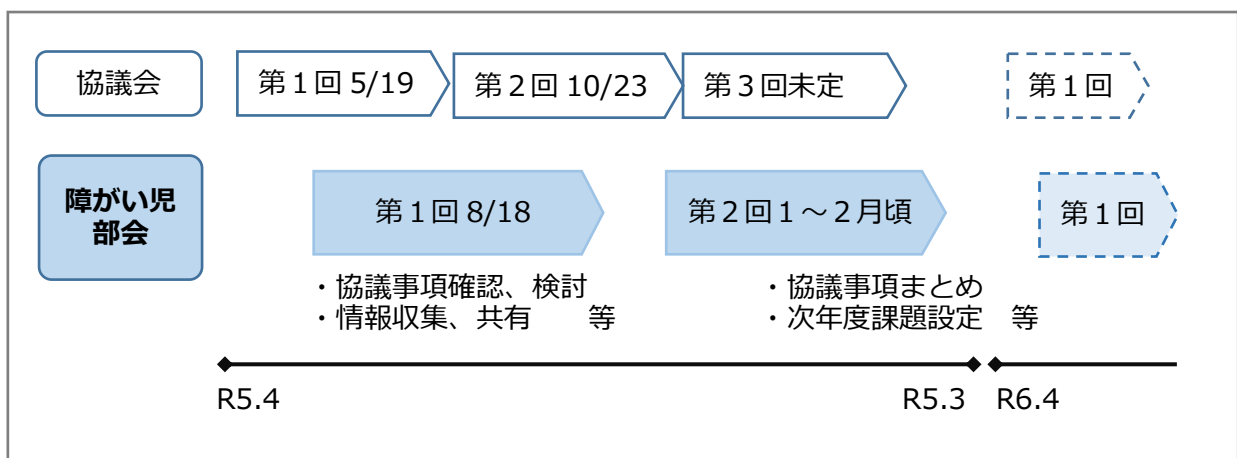 協議会
第１回 5/19
第２回 10/23
第３回未定
第１回
障がい児
部会
第１回 8/18
第２回１～２月頃
第１回
・協議事項確認、検討
・情報収集、共有　　等
・協議事項まとめ
・次年度課題設定　等
R5.4
R5.3
R6.4